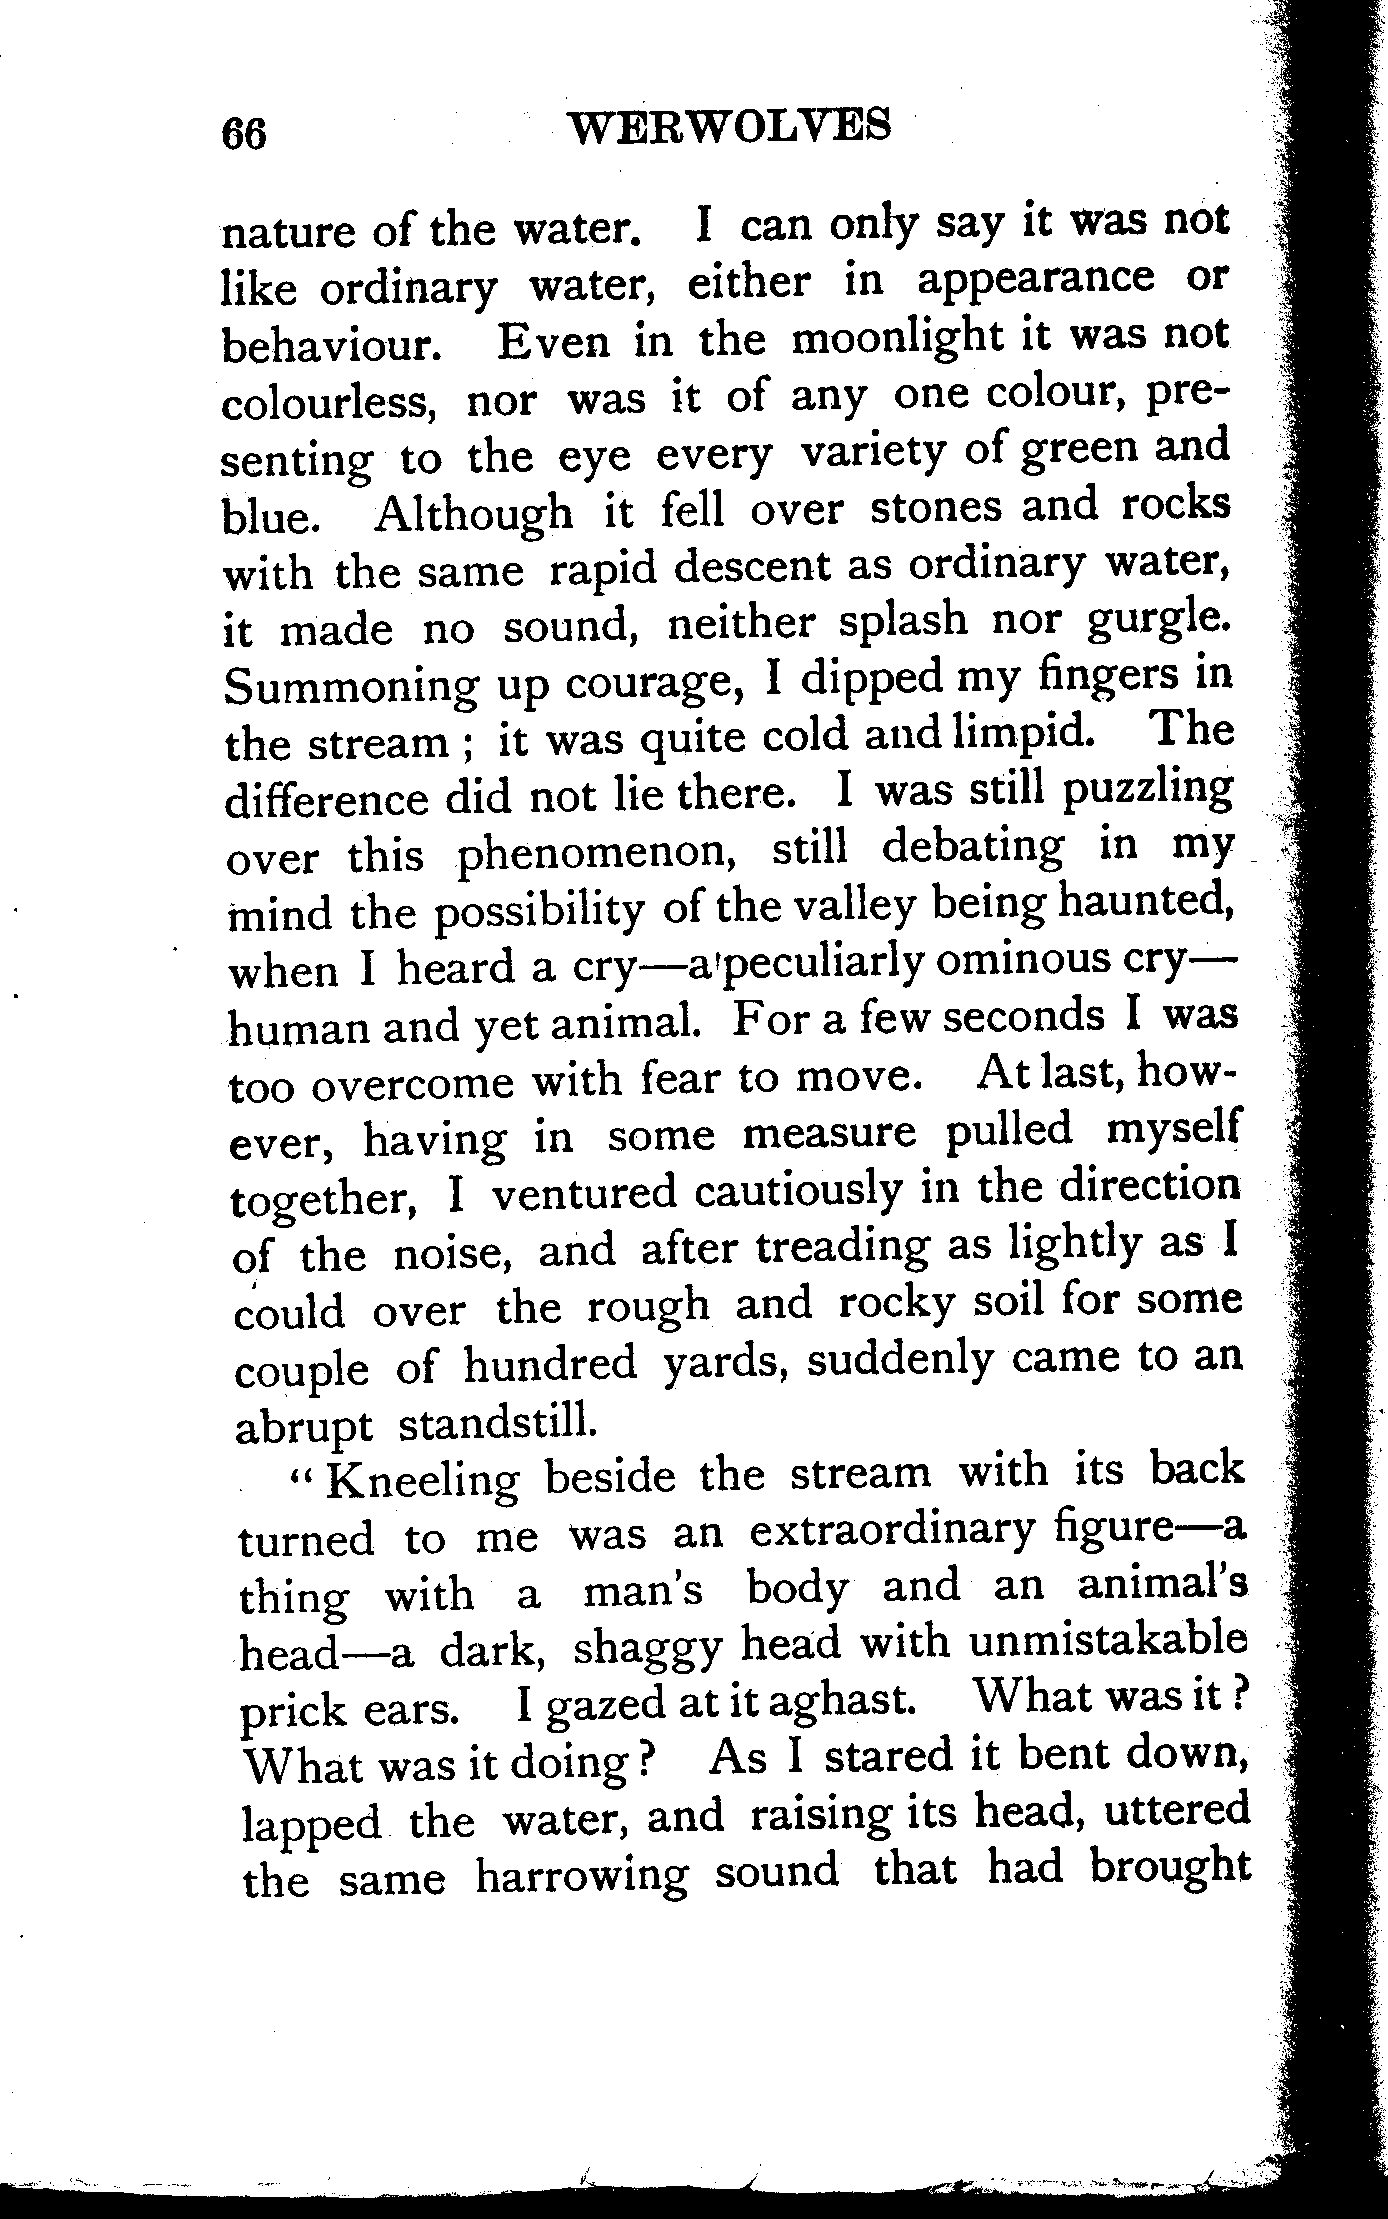 66 WERWOLVES
nature of the water. I can only say it was not
like ordinary water, either in appearance or
behaviour. Even in the moonlight it was not
colourless, nor was it of any one colour, pre-
senting to the eye every variety of green and
blue. Although it fell over stones and rocks
with the same rapid descent as ordinary water,
it made no sound, neither splash nor gurgle.
Summoning up courage, I dipped my fingers in
the stream ; it was quite cold and limpid. The
difference did not lie there. I was still puzzling
over this phenomenon, still debating in my
mind the possibility of the valley being haunted,
when I heard a cry—a peculiarly ominous cry—
human and yet animal. For a few seconds I was
too overcome with fear to move. At last, how-
ever, having in some measure pulled myself
together, I ventured cautiously in the direction
of the noise, and after treading as lightly as I
could over the rough and rocky soil for some
couple of hundred yards, suddenly came to an
abrupt standstill.
“ Kneeling beside the stream with its back
turned to me was an extraordinary figure—a
thing with a man's body and an animal's
head—a dark, shaggy head with unmistakable
prick ears. I gazed at it aghast. What was it ?
What was it doing ? As I stared it bent down,
lapped the water, and raising its head, uttered
the same harrowing sound that had brought